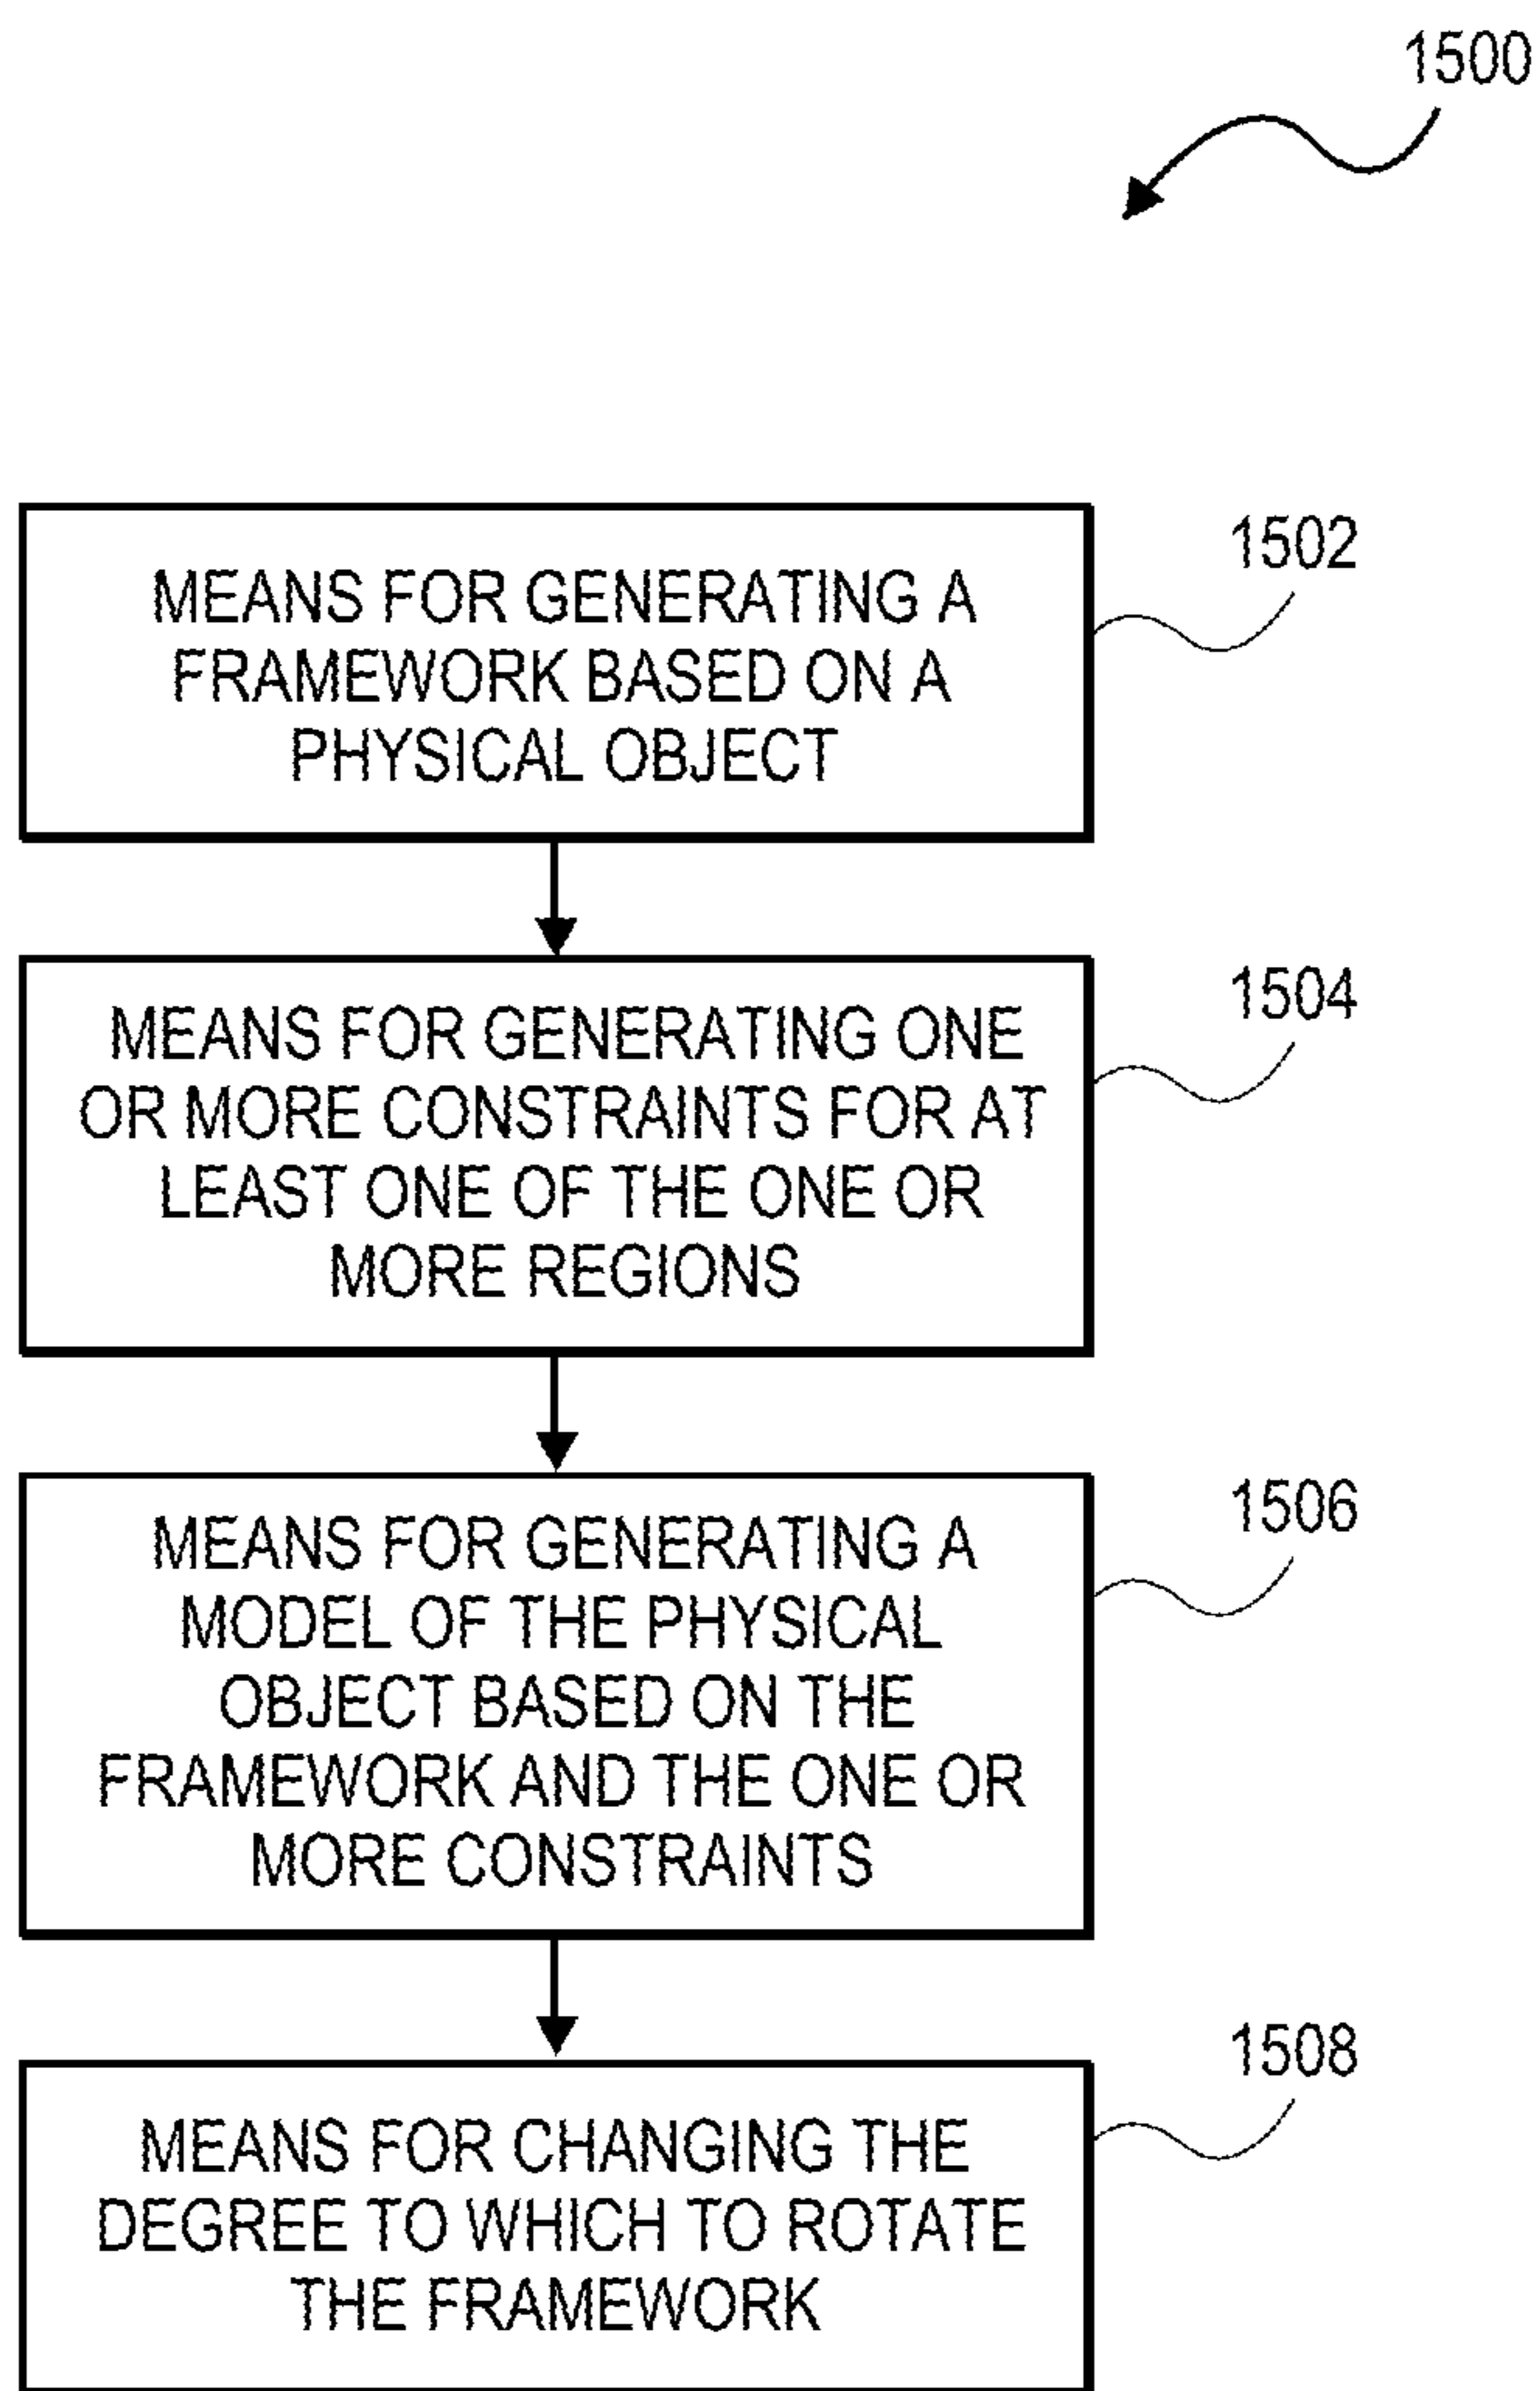 1500
1502
MEANS FOR GENERATING A
FRAMEWORK BASED ON A
PHYSICAL OBJECT
1504
MEANS FOR GENERATING ONE
OR MORE CONSTRAINTS FOR AT
LEAST ONE OF THE ONE OR
MORE REGIONS
1506
MEANS FOR GENERATING A
MODEL OF THE PHYSICAL
OBJECT BASED ON THE
FRAMEWORK AND THE ONE OR
MORE CONSTRAINTS
1508
MEANS FOR CHANGING THE
DEGREE TO WHICH TO ROTATE
THE FRAMEWORK